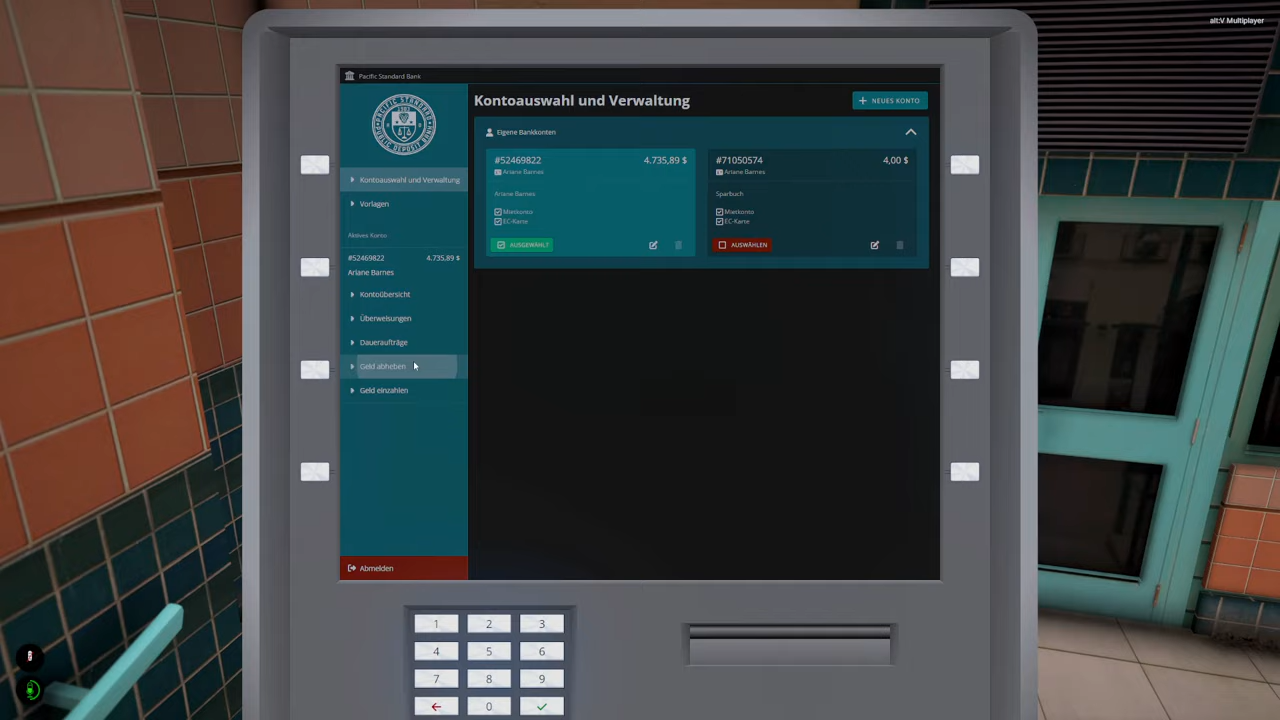 alt:V Multiplayer
Pacific Standard Bank
Kontoauswahl und Verwaltung
NEUES KONTO
Eigene Bankkonten
#52469822 4.735,89 $
Ariane Barnes
Ariane Barnes
Mietkonto
EC-Karte
AUSGEWÄHLT
#71050574 4,00 $
Ariane Barnes
Sparbuch
Mietkonto
EC-Karte
AUSWÄHLEN
Kontoauswahl und Verwaltung
Vorlagen
Aktives Konto
#52469822 4.735,89 $
Ariane Barnes
Kontoübersicht
Überweisungen
Daueraufträge
Geld abheben
Geld einzahlen
Abmelden
1 2 3
4 5 6
7 8 9
0